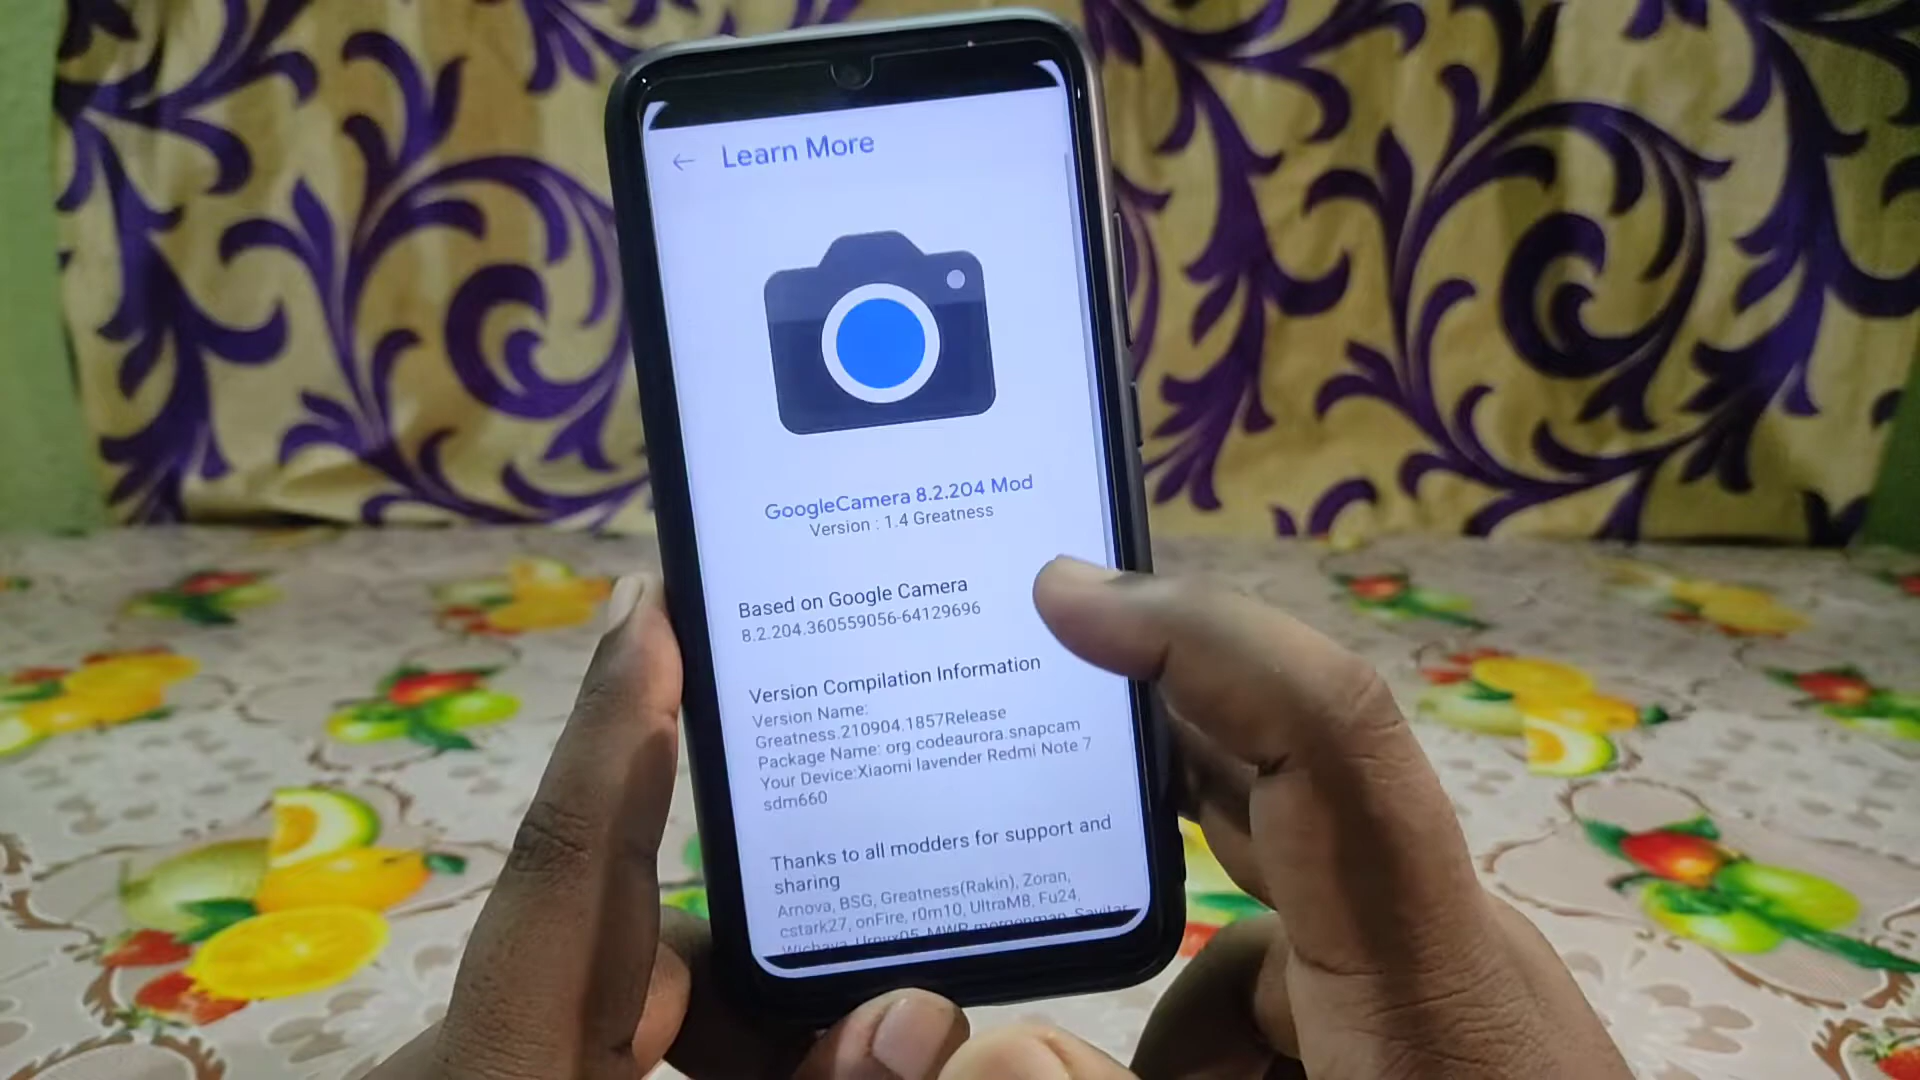 Learn More
GoogleCamera 8.2.204 Mod
Version : 1.4 Greatness
Based on Google Camera
8.2.204.360559056-64129696
Version Compilation Information
Version Name:
Greatness.210904.1857Release
Package Name: org.codeaurora.snapcam
Your Device:Xiaomi lavender Redmi Note 7
sdm660
Thanks to all modders for support and
sharing
Arnova, BSG, Greatness(Rakin), Zoran,
cstark27, onFire, r0m10, UltraM8, Fu24,
Wichaya, Urnyx05, MWP